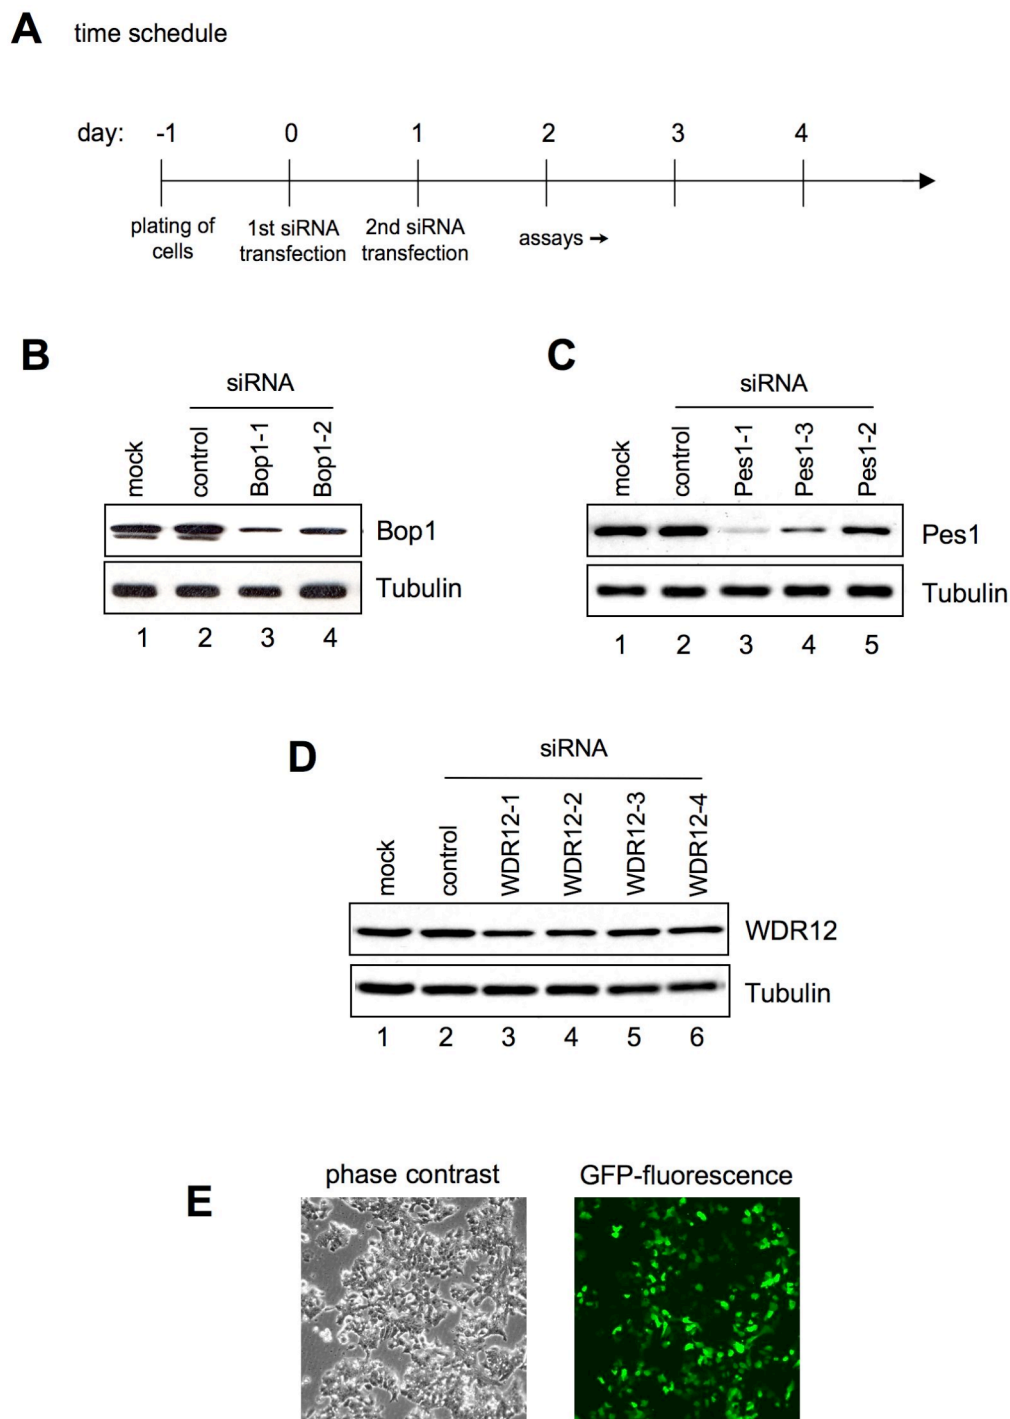 A time schedule
day: -1 0 1 2 3 4
plating of cells
1st siRNA transfection
2nd siRNA transfection
assays →
B
siRNA
mock control Bop1-1 Bop1-2
Bop1
Tubulin
1 2 3 4
C
siRNA
mock control Pes1-1 Pes1-3 Pes1-2
Pes1
Tubulin
1 2 3 4 5
D
siRNA
mock control WDR12-1 WDR12-2 WDR12-3 WDR12-4
WDR12
Tubulin
1 2 3 4 5 6
E
phase contrast GFP-fluorescence